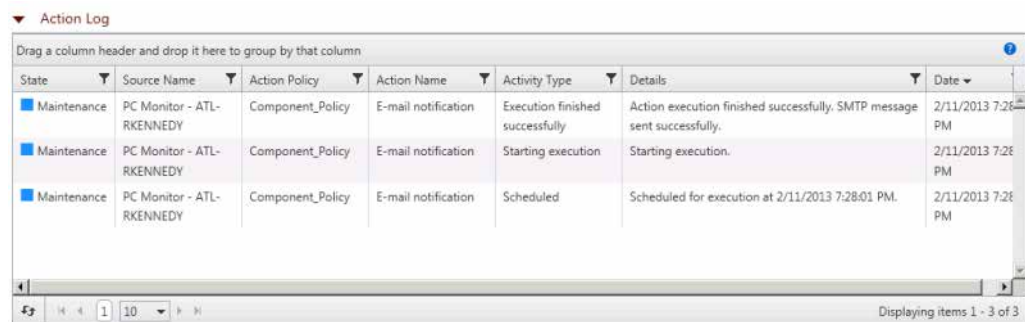 Action Log
Drag a column header and drop it here to group by that column
State Source Name Action Policy Action Name Activity Type Details Date
Maintenance PC Monitor - ATL- Component_Policy E-mail notification Execution finished Action execution finished successfully. SMTP message 2/11/2013 7:28
RKENNEDY successfully sent successfully. PM
Maintenance PC Monitor - ATL- Component_Policy E-mail notification Starting execution Starting execution. 2/11/2013 7:28
RKENNEDY PM
Maintenance PC Monitor - ATL- Component_Policy E-mail notification Scheduled Scheduled for execution at 2/11/2013 7:28:01 PM. 2/11/2013 7:28
RKENNEDY PM
1 10 Displaying items 1 - 3 of 3